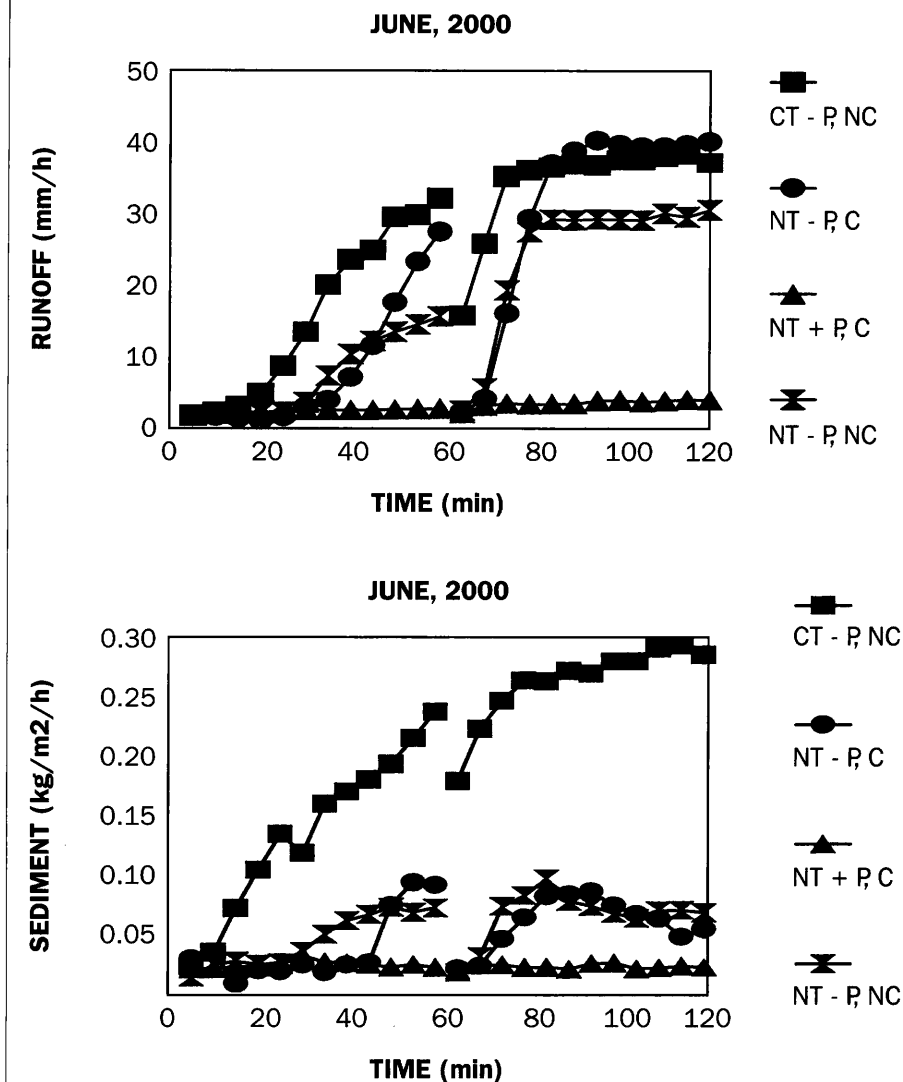 JUNE, 2000
RUNOFF (mm/h)
50
40
30
20
10
0
0 20 40 60 80 100 120
TIME (min)
CT - P, NC
NT - P, C
NT + P, C
NT - P, NC
JUNE, 2000
SEDIMENT (kg/m2/h)
0.30
0.25
0.20
0.15
0.10
0.05
0 20 40 60 80 100 120
TIME (min)
CT - P, NC
NT - P, C
NT + P, C
NT - P, NC